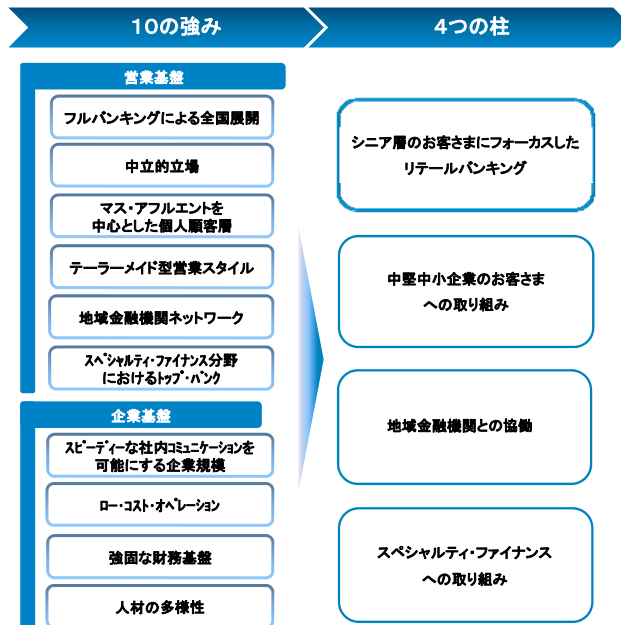 10の強み
4つの柱
営業基盤
フルバンキングによる全国展開
中立的立場
マス・アフルエントを
中心とした個人顧客層
テーラーメイド型営業スタイル
地域金融機関ネットワーク
スペシャルティ・ファイナンス分野
におけるトップ・バンク
企業基盤
スピーディーな社内コミュニケーションを
可能にする企業規模
ロー・コスト・オペレーション
強固な財務基盤
人材の多様性
シニア層のお客さまにフォーカスした
リテールバンキング
中堅中小企業のお客さま
への取り組み
地域金融機関との協働
スペシャルティ・ファイナンス
への取り組み